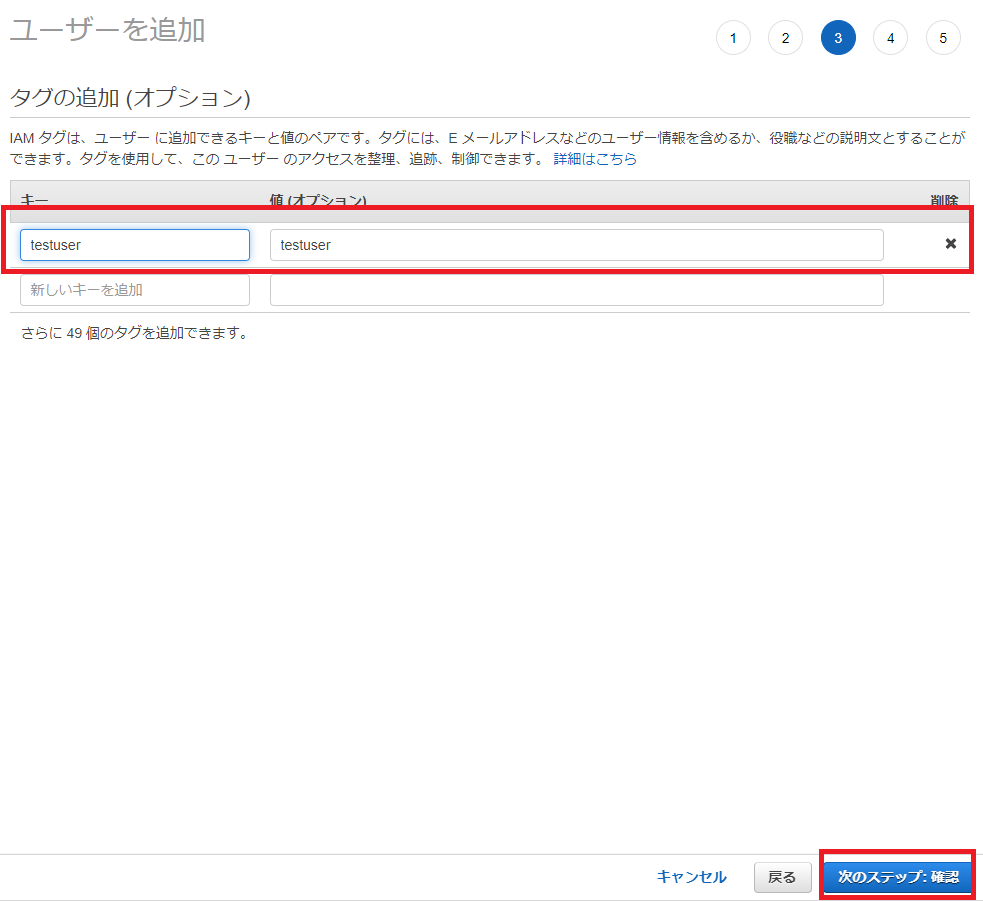 ユーザーを追加
1 2 3 4 5
タグの追加 (オプション)
IAM タグは、ユーザー に追加できるキーと値のペアです。タグには、E メールアドレスなどのユーザー情報を含めるか、役職などの説明文とすることが
できます。タグを使用して、この ユーザー のアクセスを整理、追跡、制御できます。 詳細はこちら
キー 値 (オプション) 削除
testuser testuser ✖
新しいキーを追加
さらに 49 個のタグを追加できます。
キャンセル 戻る 次のステップ: 確認